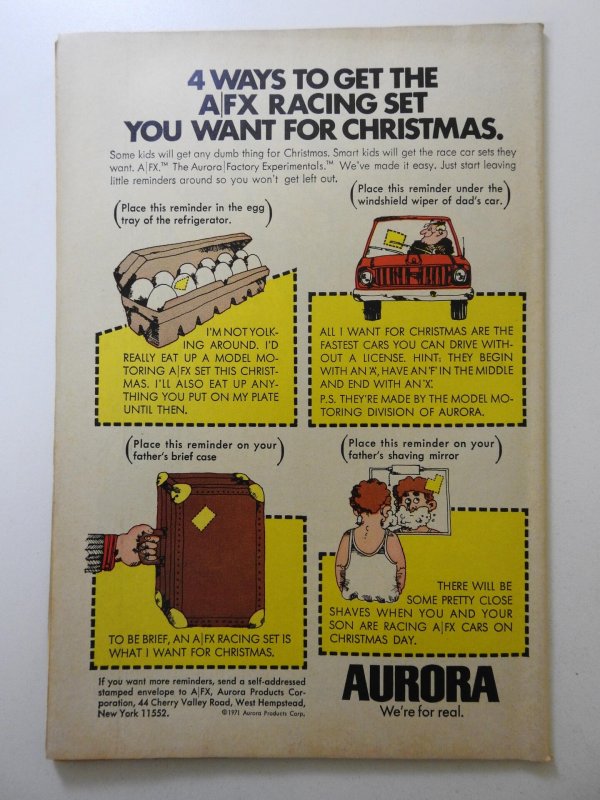 4 WAYS TO GET THE
A|FX RACING SET
YOU WANT FOR CHRISTMAS.
Some kids will get any dumb thing for Christmas. Smart kids will get the race car sets they
want. A|FX.™ The Aurora|Factory Experimentals.™ We've made it easy. Just start leaving
little reminders around so you won't get left out.
(Place this reminder in the egg
tray of the refrigerator.)
I'M NOT YOLK-
ING AROUND. I'D
REALLY EAT UP A MODEL MO-
TORING A|FX SET THIS CHRIST-
MAS. I'LL ALSO EAT UP ANY-
THING YOU PUT ON MY PLATE
UNTIL THEN.
(Place this reminder under the
windshield wiper of dad's car.)
ALL I WANT FOR CHRISTMAS ARE THE
FASTEST CARS YOU CAN DRIVE WITH-
OUT A LICENSE. HINT: THEY BEGIN
WITH AN 'A', HAVE AN 'F' IN THE MIDDLE
AND END WITH AN 'X'.
P.S. THEY'RE MADE BY THE MODEL MO-
TORING DIVISION OF AURORA.
(Place this reminder on your
father's brief case)
TO BE BRIEF, AN A|FX RACING SET IS
WHAT I WANT FOR CHRISTMAS.
(Place this reminder on your
father's shaving mirror)
THERE WILL BE
SOME PRETTY CLOSE
SHAVES WHEN YOU AND YOUR
SON ARE RACING A|FX CARS ON
CHRISTMAS DAY.
If you want more reminders, send a self-addressed
stamped envelope to A|FX, Aurora Products Cor-
poration, 44 Cherry Valley Road, West Hempstead,
New York 11552.
©1971 Aurora Products Corp.
AURORA
We're for real.